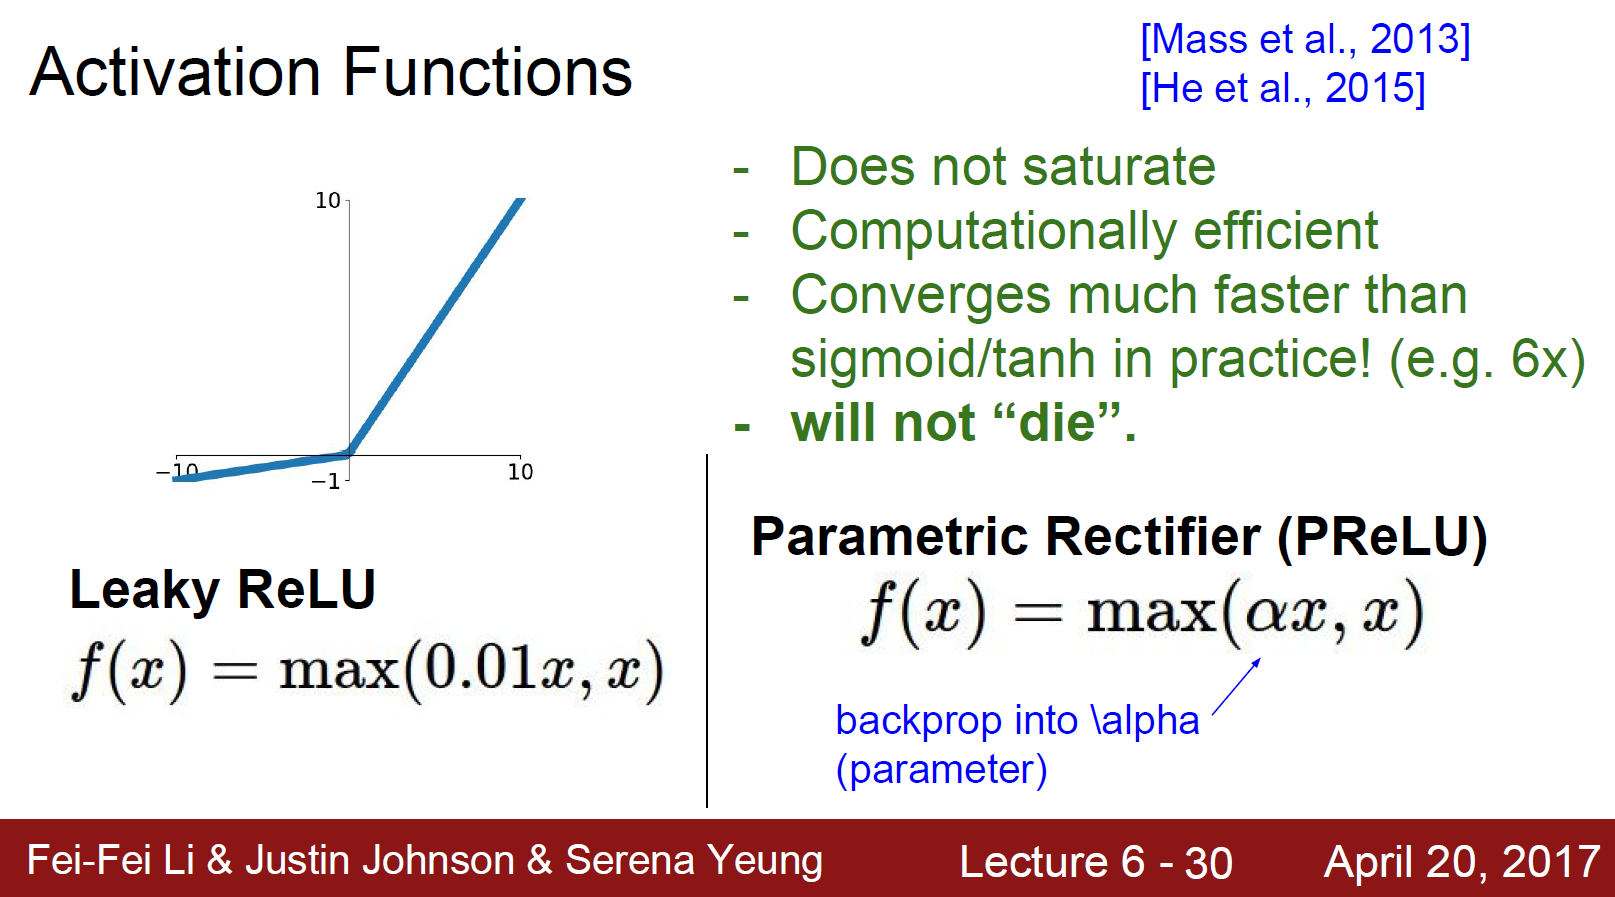 Activation Functions
[Mass et al., 2013]
[He et al., 2015]
10
−10
10
−1
- Does not saturate
- Computationally efficient
- Converges much faster than
sigmoid/tanh in practice! (e.g. 6x)
- will not “die”.
Leaky ReLU
f(x) = max(0.01x, x)
Parametric Rectifier (PReLU)
f(x) = max(αx, x)
backprop into \alpha
(parameter)
Fei-Fei Li & Justin Johnson & Serena Yeung
Lecture 6 - 30
April 20, 2017